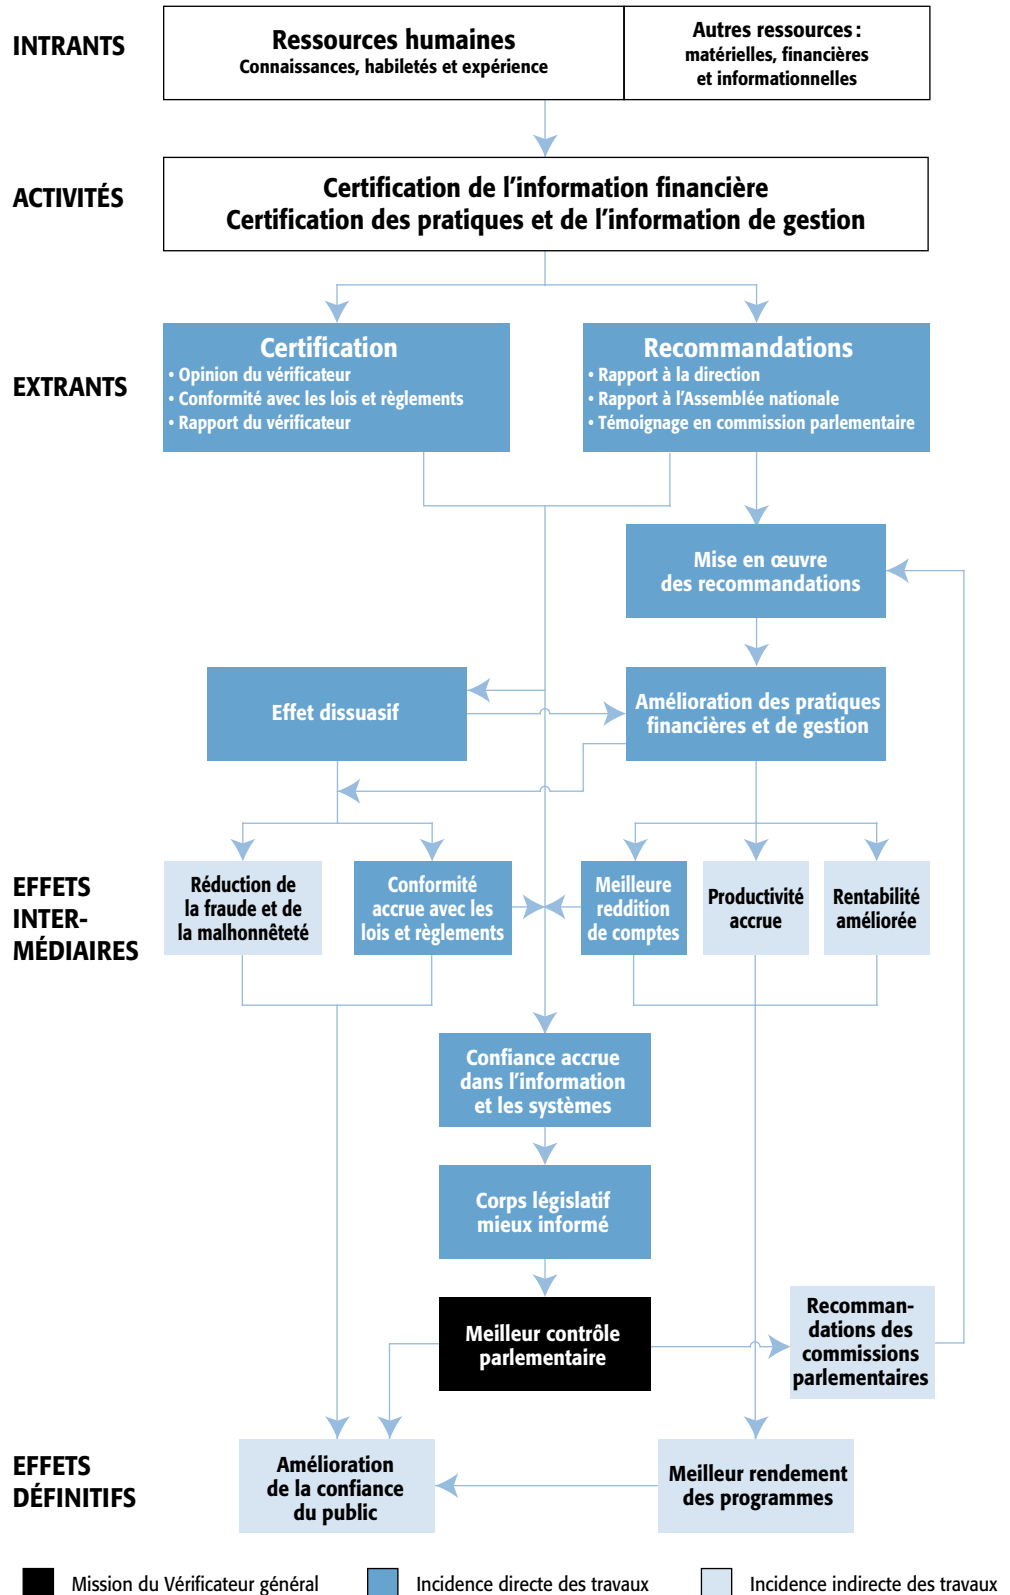 INTRANTS
Ressources humaines
Connaissances, habiletés et expérience
Autres ressources :
matérielles, financières
et informationnelles
ACTIVITÉS
Certification de l'information financière
Certification des pratiques et de l'information de gestion
EXTRANTS
Certification
• Opinion du vérificateur
• Conformité avec les lois et règlements
• Rapport du vérificateur
Recommandations
• Rapport à la direction
• Rapport à l'Assemblée nationale
• Témoignage en commission parlementaire
Mise en œuvre
des recommandations
Effet dissuasif
Amélioration des pratiques
financières et de gestion
EFFETS
INTER-
MÉDIAIRES
Réduction de
la fraude et de
la malhonnêteté
Conformité
accrue avec les
lois et règlements
Meilleure
reddition
de comptes
Productivité
accrue
Rentabilité
améliorée
Confiance accrue
dans l'information
et les systèmes
Corps législatif
mieux informé
Meilleur contrôle
parlementaire
Recomman-
dations des
commissions
parlementaires
EFFETS
DÉFINITIFS
Amélioration
de la confiance
du public
Meilleur rendement
des programmes
Mission du Vérificateur général
Incidence directe des travaux
Incidence indirecte des travaux